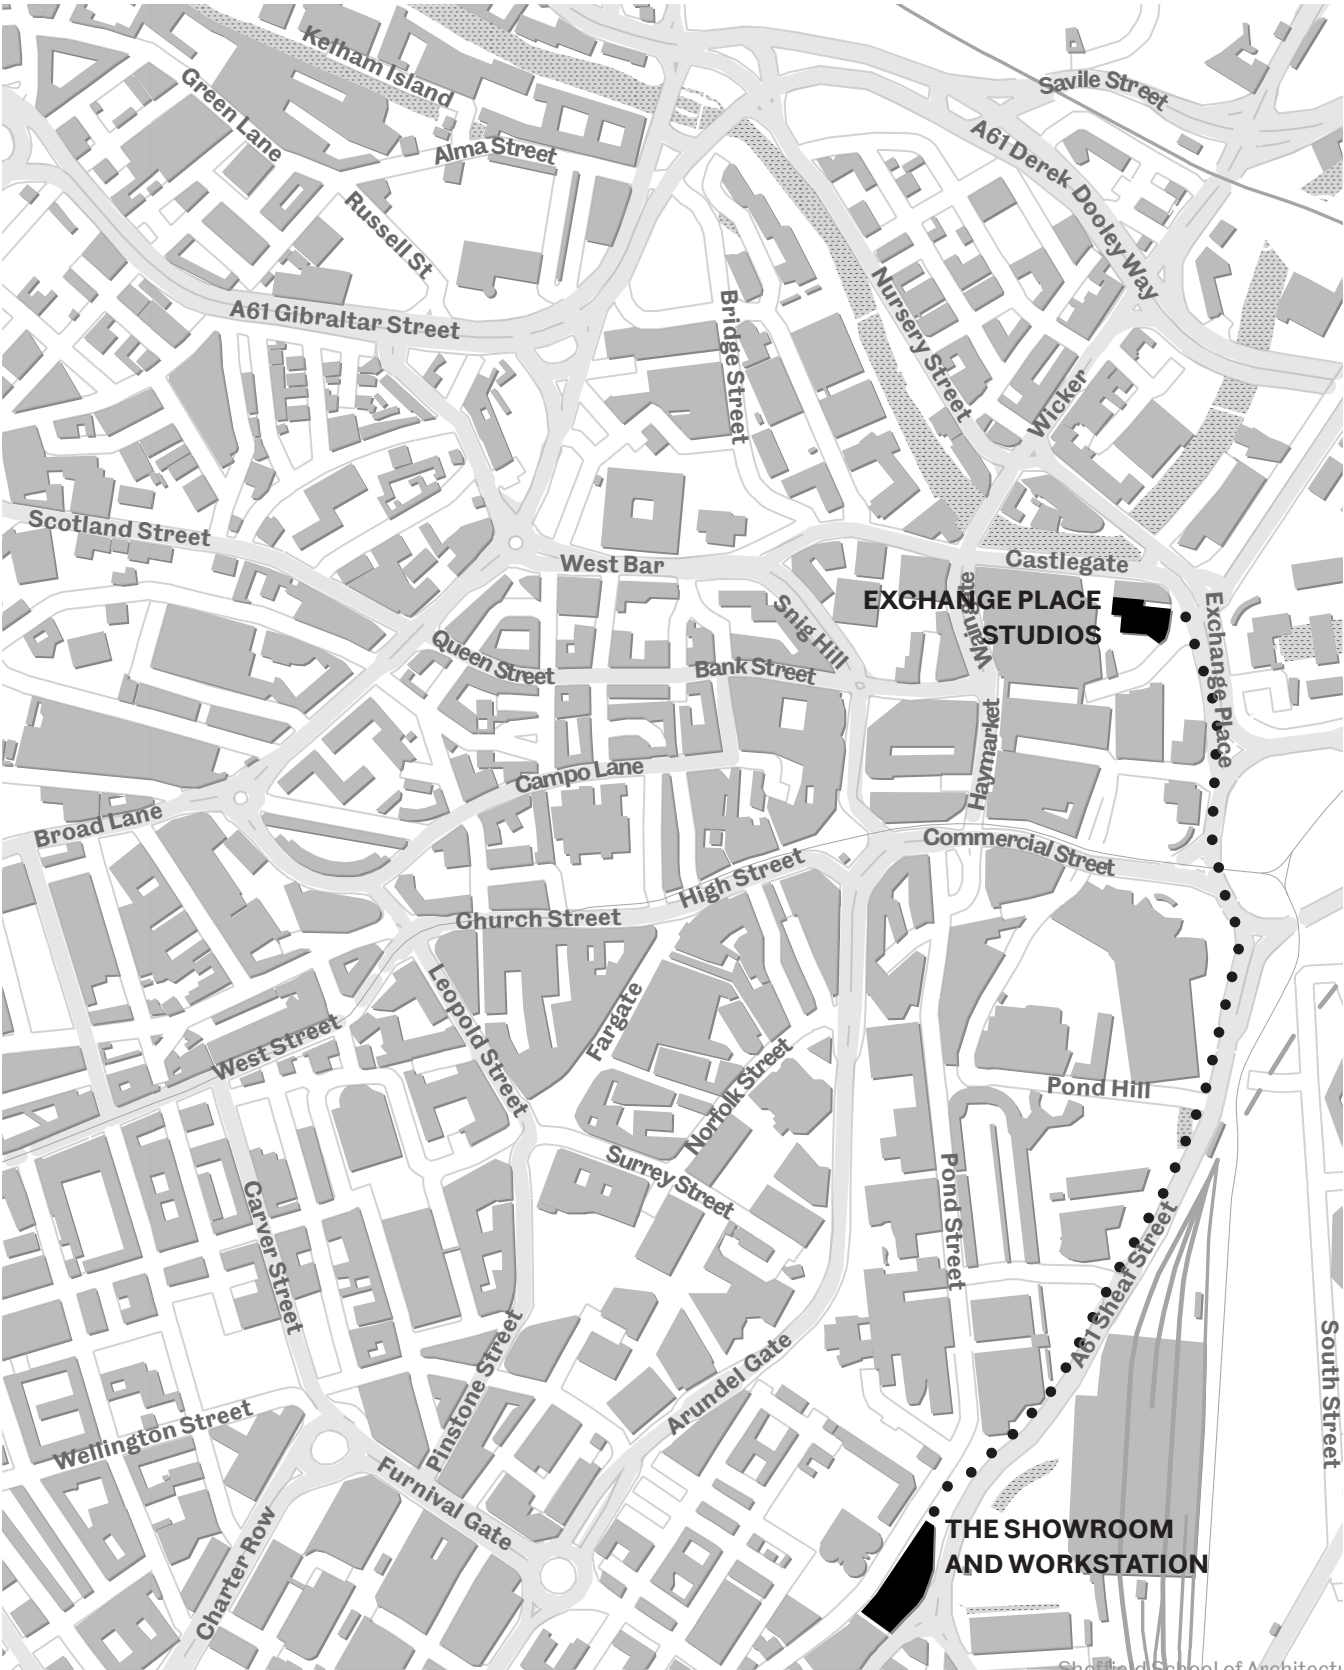 Kelham Island
Savile Street
Green Lane
A61 Derek Dooley Way
Alma Street
Russell St
A61 Gibraltar Street
Bridge Street
Nursery Street
Wicker
Scotland Street
West Bar
Castlegate
EXCHANGE PLACE
STUDIOS
Waingate
Exchange Place
Snig Hill
Queen Street
Bank Street
Haymarket
Campo Lane
Broad Lane
Commercial Street
High Street
Church Street
Leopold Street
Fargate
West Street
Norfolk Street
Pond Hill
Surrey Street
Pond Street
Carver Street
A61 Sheaf Street
Pinstone Street
Arundel Gate
South Street
Wellington Street
Furnival Gate
Charter Row
THE SHOWROOM
AND WORKSTATION
Sheffield School of Architectu